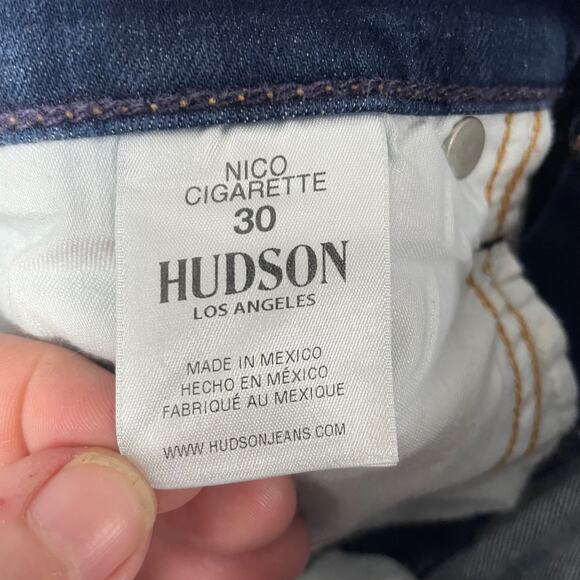 NICO
CIGARETTE
30
HUDSON
LOS ANGELES
MADE IN MEXICO
HECHO EN MÉXICO
FABRIQUÉ AU MEXIQUE
WWW.HUDSONJEANS.COM